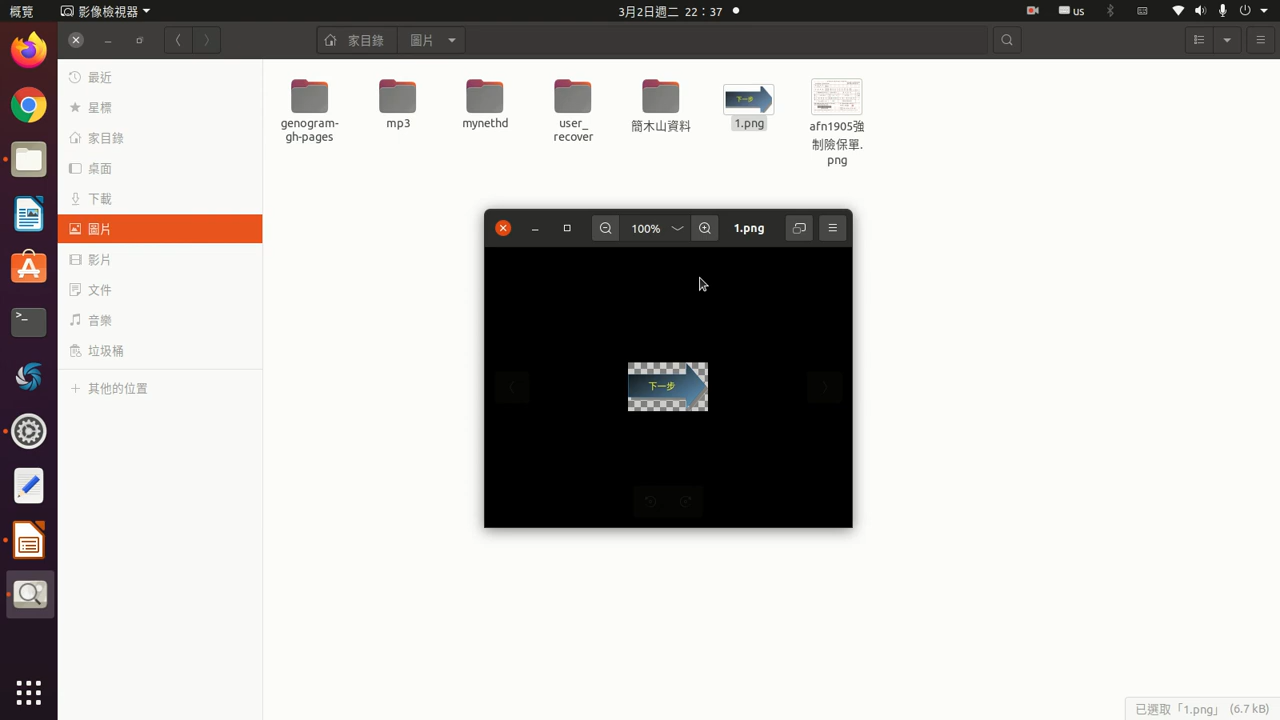 概覽
影像檢視器
3月2日週二 22：37
us
家目錄
圖片
最近
星標
家目錄
桌面
下載
圖片
影片
文件
音樂
垃圾桶
其他的位置
genogram-
gh-pages
mp3
mynethd
user_
recover
簡木山資料
下一步
1.png
afn1905強
制險保單.
png
100%
1.png
下一步
已選取「1.png」 (6.7 kB)